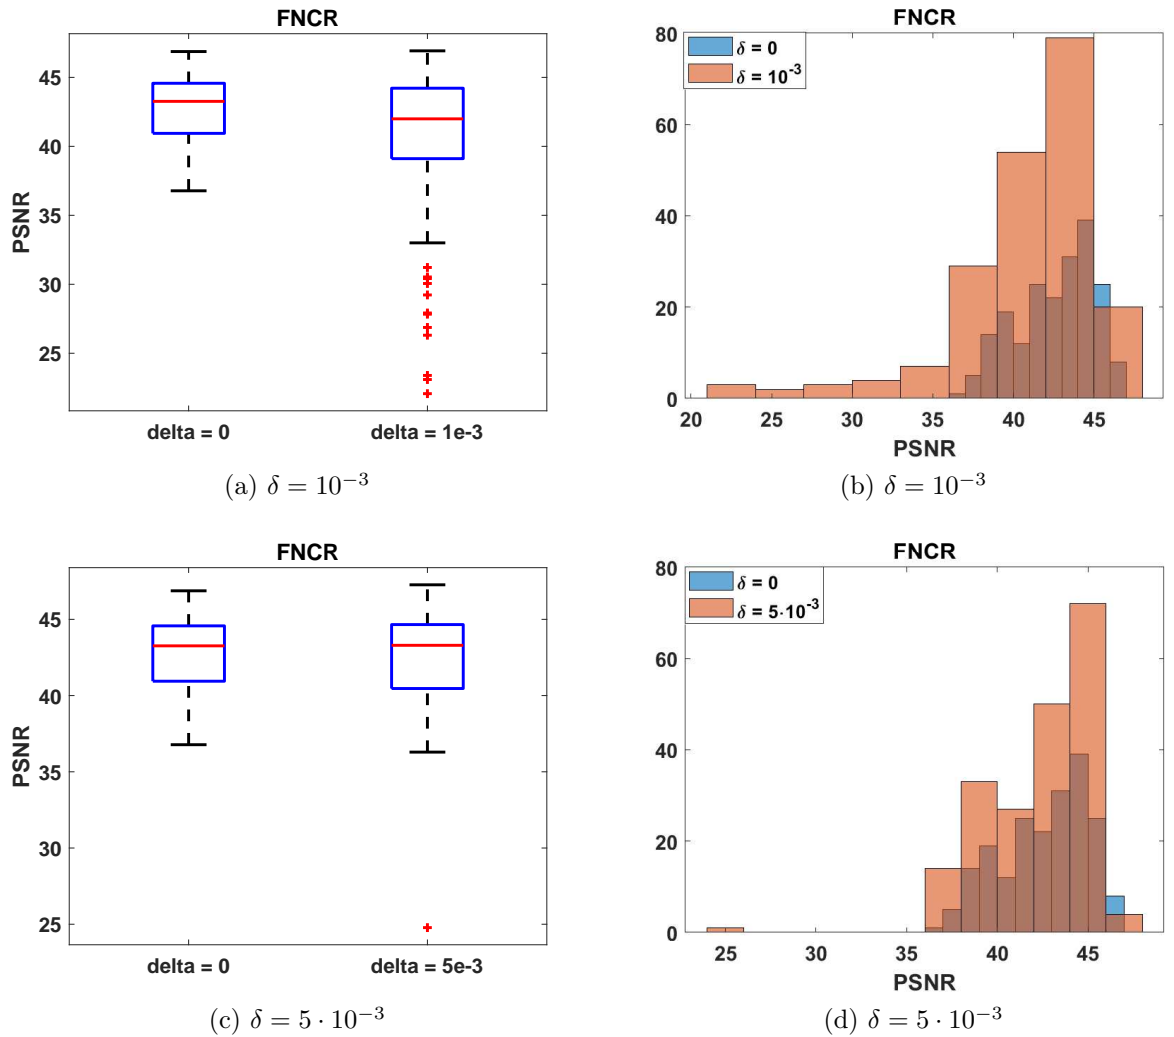 FNCR
PSNR
45
40
35
30
25
delta = 0 delta = 1e-3
(a) δ = 10⁻³
FNCR
δ = 0
δ = 10⁻³
80
60
40
20
0
20 25 30 35 40 45
PSNR
(b) δ = 10⁻³
FNCR
PSNR
45
40
35
30
25
delta = 0 delta = 5e-3
(c) δ = 5 · 10⁻³
FNCR
δ = 0
δ = 5·10⁻³
80
60
40
20
0
25 30 35 40 45
PSNR
(d) δ = 5 · 10⁻³